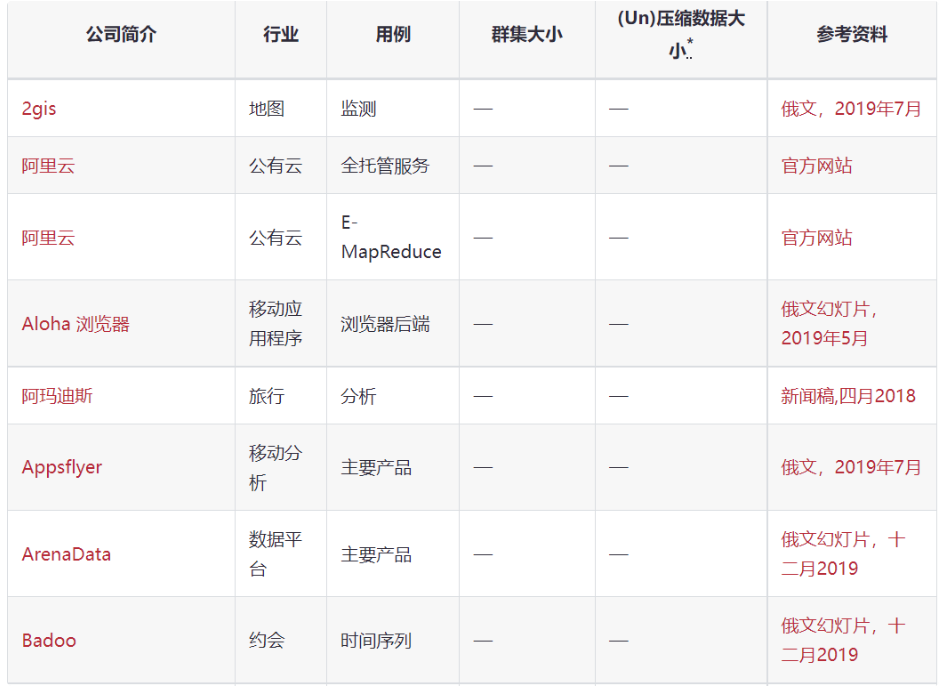 公司简介 行业 用例 群集大小 (Un)压缩数据大小* 参考资料
2gis 地图 监测 — — 俄文，2019年7月
阿里云 公有云 全托管服务 — — 官方网站
阿里云 公有云 E-MapReduce — — 官方网站
Aloha 浏览器 移动应用程序 浏览器后端 — — 俄文幻灯片，2019年5月
阿玛迪斯 旅行 分析 — — 新闻稿,四月2018
Appsflyer 移动分析 主要产品 — — 俄文，2019年7月
ArenaData 数据平台 主要产品 — — 俄文幻灯片，十二月2019
Badoo 约会 时间序列 — — 俄文幻灯片，十二月2019